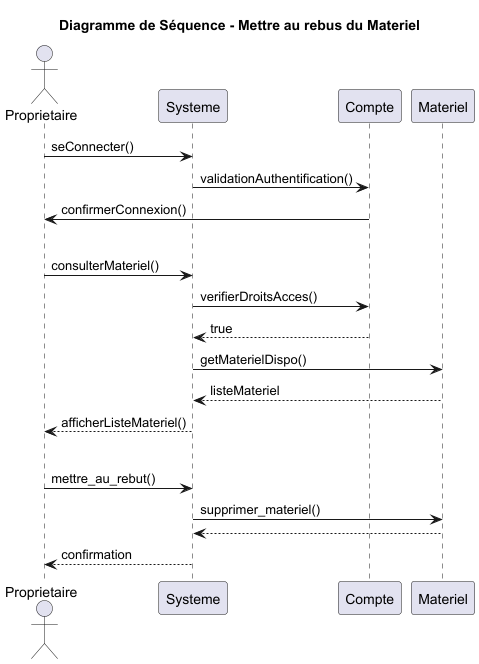 Diagramme de Séquence - Mettre au rebus du Materiel
Proprietaire
Systeme
Compte
Materiel
seConnecter()
validationAuthentification()
confirmerConnexion()
consulterMateriel()
verifierDroitsAcces()
true
getMaterielDispo()
listeMateriel
afficherListeMateriel()
mettre_au_rebut()
supprimer_materiel()
confirmation
Proprietaire
Systeme
Compte
Materiel